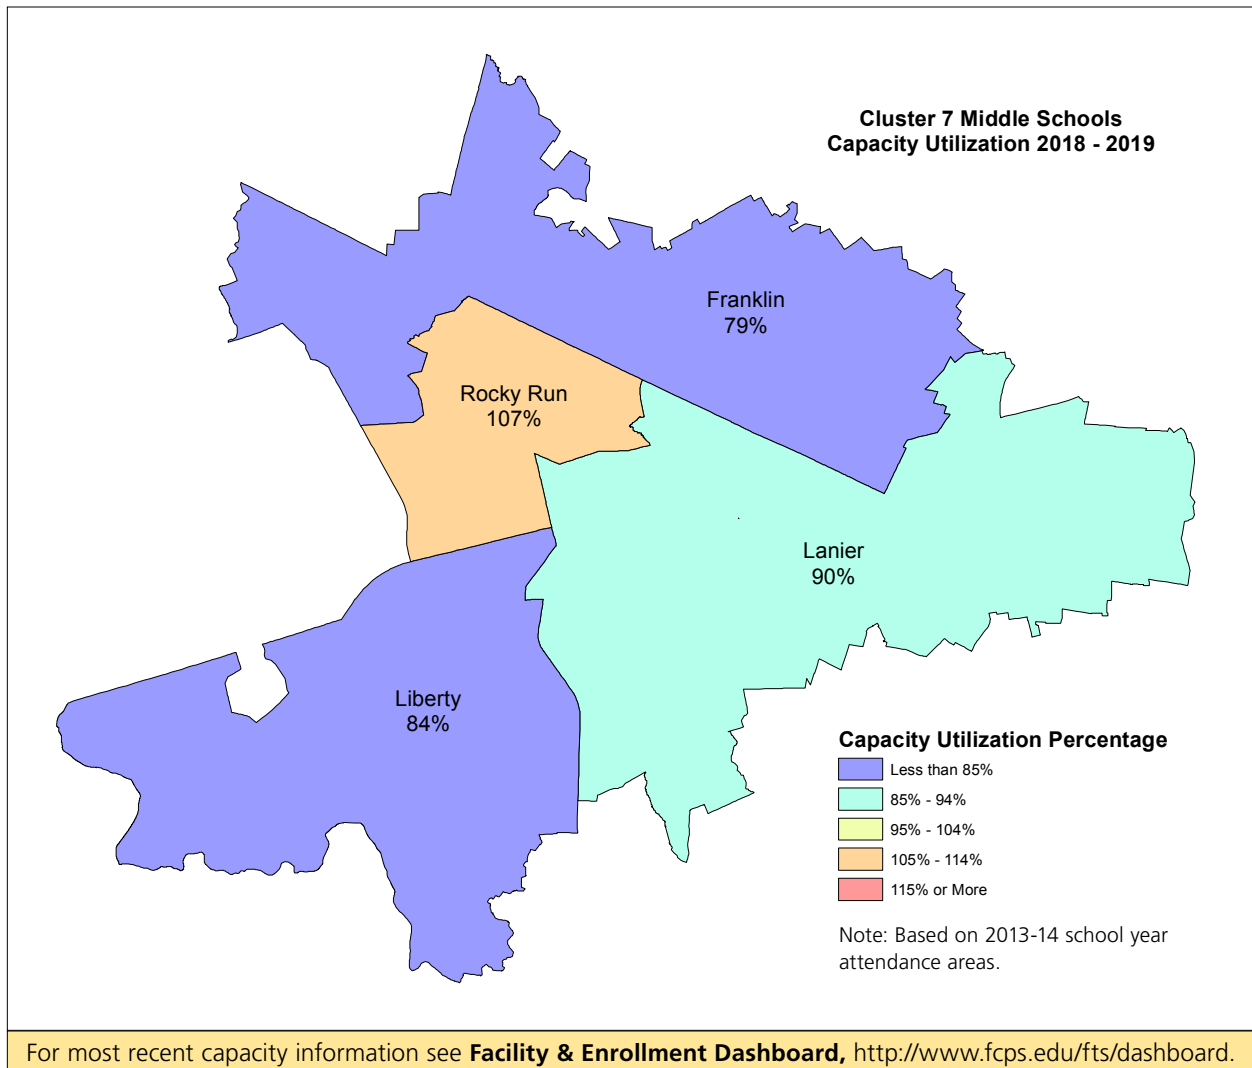 Cluster 7 Middle Schools
Capacity Utilization 2018 - 2019
Franklin
79%
Rocky Run
107%
Lanier
90%
Liberty
84%
Capacity Utilization Percentage
Less than 85%
85% - 94%
95% - 104%
105% - 114%
115% or More
Note: Based on 2013-14 school year
attendance areas.
For most recent capacity information see Facility & Enrollment Dashboard, http://www.fcps.edu/fts/dashboard.